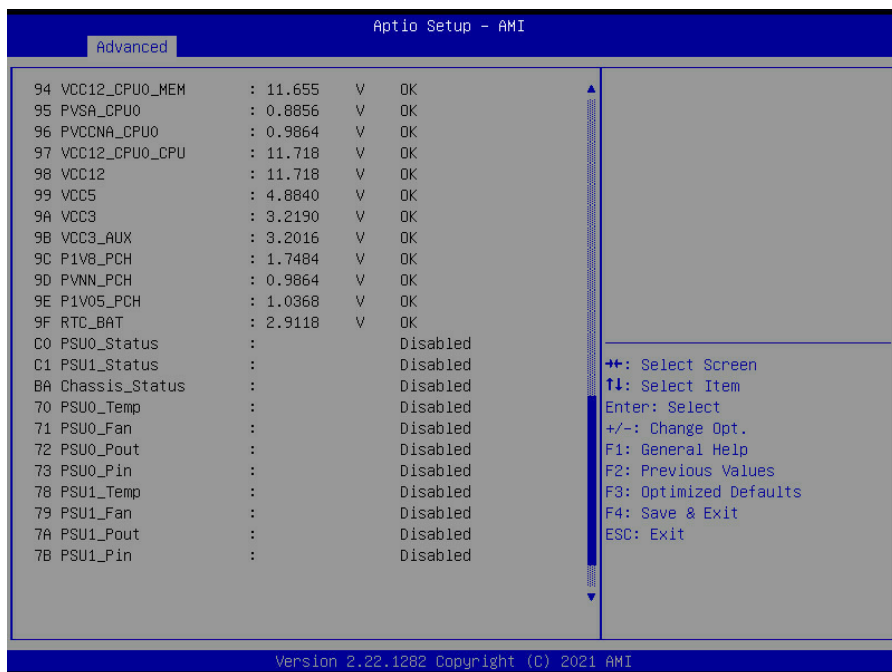 Aptio Setup - AMI
Advanced
94 VCC12_CPU0_MEM : 11.655 V OK
95 PVSA_CPU0 : 0.8856 V OK
96 PVCCNA_CPU0 : 0.9864 V OK
97 VCC12_CPU0_CPU : 11.718 V OK
98 VCC12 : 11.718 V OK
99 VCC5 : 4.8840 V OK
9A VCC3 : 3.2190 V OK
9B VCC3_AUX : 3.2016 V OK
9C P1V8_PCH : 1.7484 V OK
9D PVNN_PCH : 0.9864 V OK
9E P1V05_PCH : 1.0368 V OK
9F RTC_BAT : 2.9118 V OK
C0 PSU0_Status : Disabled
C1 PSU1_Status : Disabled
BA Chassis_Status : Disabled
70 PSU0_Temp : Disabled
71 PSU0_Fan : Disabled
72 PSU0_Pout : Disabled
73 PSU0_Pin : Disabled
78 PSU1_Temp : Disabled
79 PSU1_Fan : Disabled
7A PSU1_Pout : Disabled
7B PSU1_Pin : Disabled
→←: Select Screen
↑↓: Select Item
Enter: Select
+/-: Change Opt.
F1: General Help
F2: Previous Values
F3: Optimized Defaults
F4: Save & Exit
ESC: Exit
Version 2.22.1282 Copyright (C) 2021 AMI